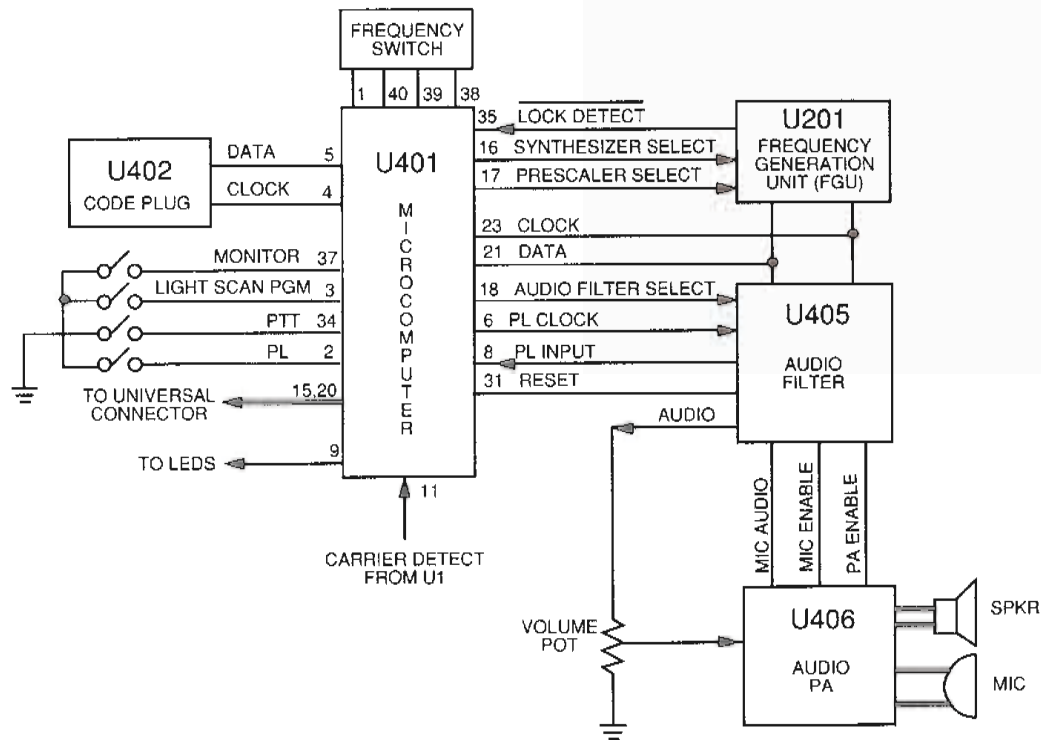 FREQUENCY
SWITCH
1 40 39 38
U402
CODE PLUG
DATA 5
CLOCK 4
U401
MICROCOMPUTER
35 LOCK DETECT
16 SYNTHESIZER SELECT
17 PRESCALER SELECT
U201
FREQUENCY
GENERATION
UNIT (FGU)
23 CLOCK
21 DATA
MONITOR 37
LIGHT SCAN PGM 3
PTT 34
PL 2
TO UNIVERSAL
CONNECTOR
15,20
TO LEDS 9
18 AUDIO FILTER SELECT
6 PL CLOCK
8 PL INPUT
31 RESET
U405
AUDIO
FILTER
AUDIO
11
CARRIER DETECT
FROM U1
MIC AUDIO
MIC ENABLE
PA ENABLE
VOLUME
POT
U406
AUDIO
PA
SPKR
MIC